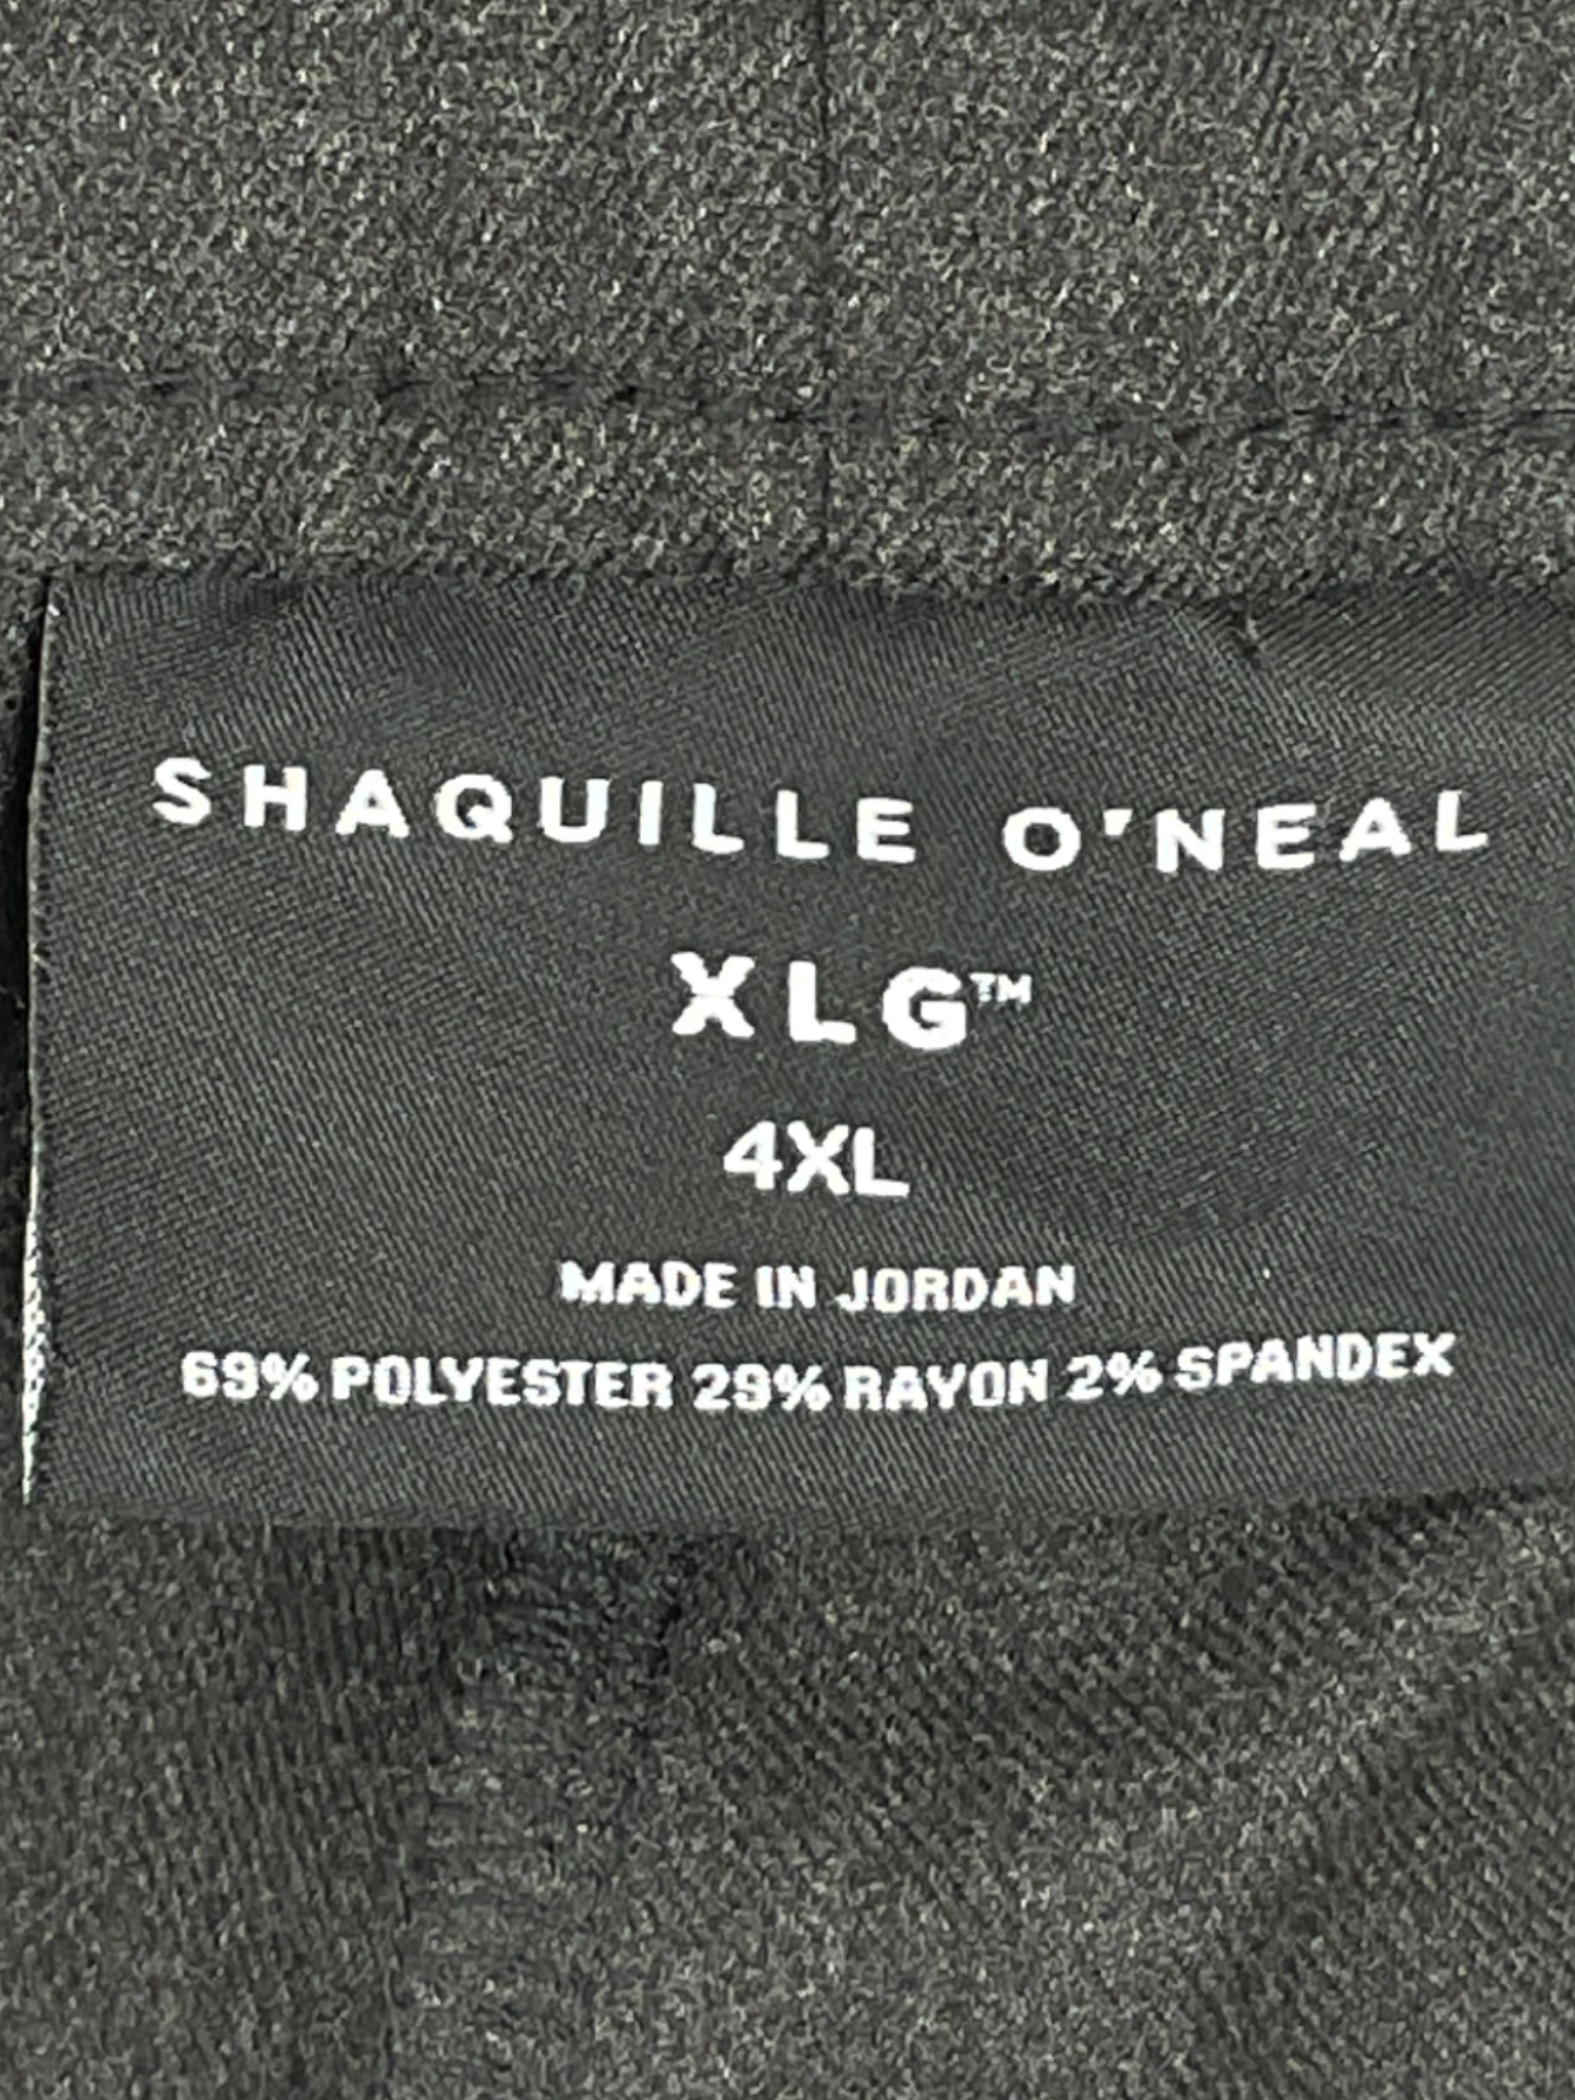 SHAQUILLE O'NEAL
XLG™
4XL
MADE IN JORDAN
69% POLYESTER 29% RAYON 2% SPANDEX